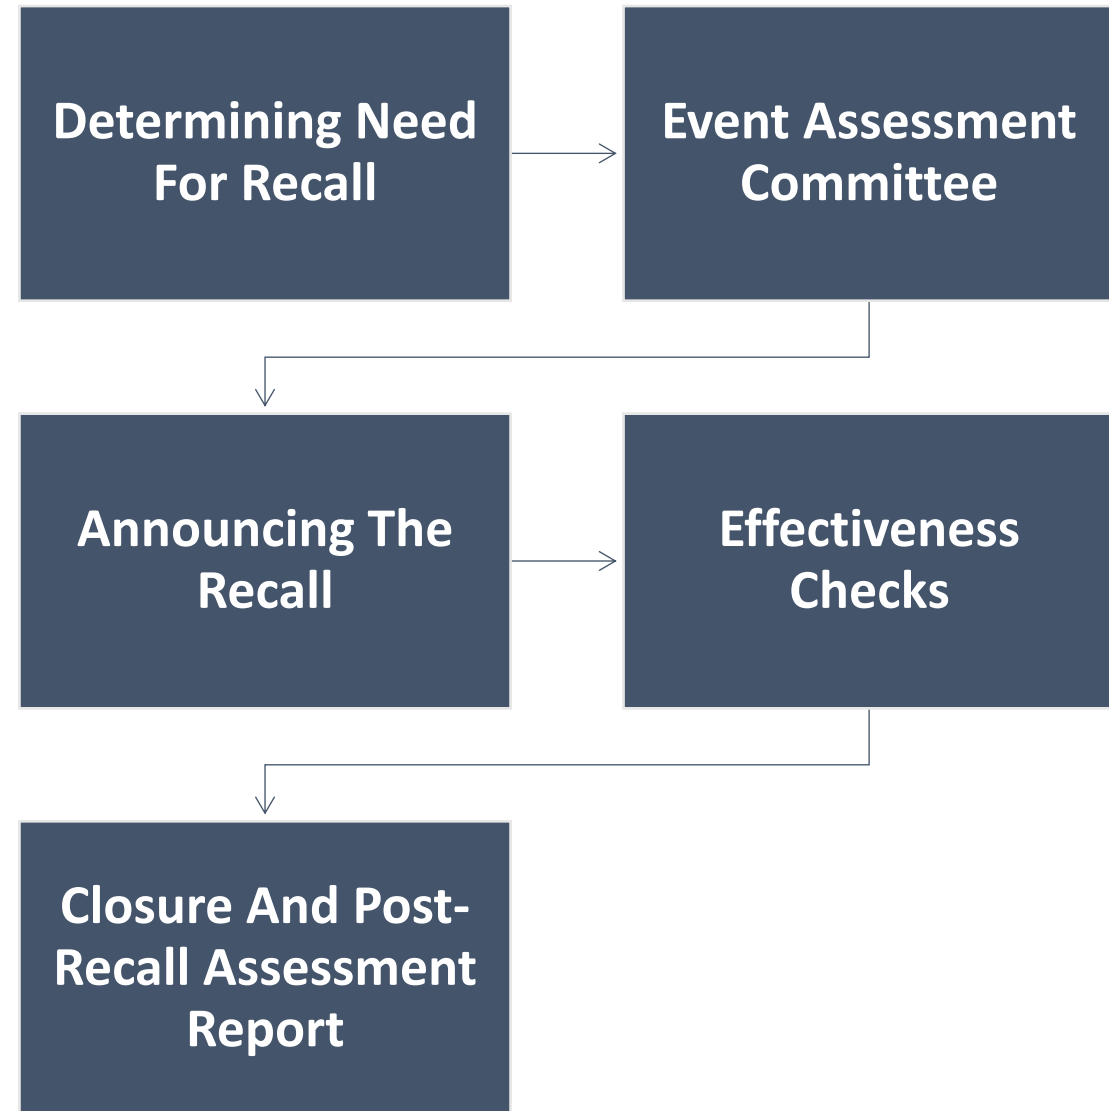 Determining Need
For Recall
Event Assessment
Committee
Announcing The
Recall
Effectiveness
Checks
Closure And Post-
Recall Assessment
Report